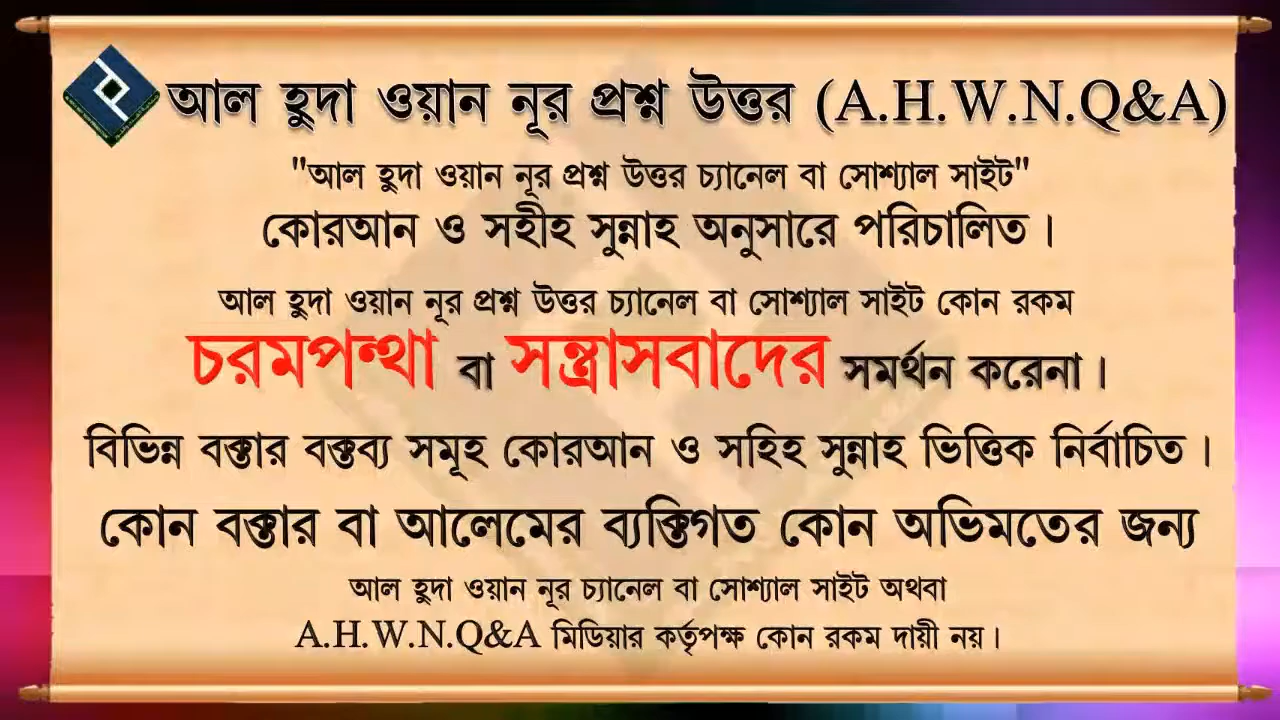 আল হুদা ওয়ান নূর প্রশ্ন উত্তর (A.H.W.N.Q&A)
"আল হুদা ওয়ান নূর প্রশ্ন উত্তর চ্যানেল বা সোশ্যাল সাইট"
কোরআন ও সহীহ সুন্নাহ অনুসারে পরিচালিত।
আল হুদা ওয়ান নূর প্রশ্ন উত্তর চ্যানেল বা সোশ্যাল সাইট কোন রকম
চরমপন্থা বা সন্ত্রাসবাদের সমর্থন করেনা।
বিভিন্ন বক্তার বক্তব্য সমূহ কোরআন ও সহিহ সুন্নাহ ভিত্তিক নির্বাচিত।
কোন বক্তার বা আলেমের ব্যক্তিগত কোন অভিমতের জন্য
আল হুদা ওয়ান নূর চ্যানেল বা সোশ্যাল সাইট অথবা
A.H.W.N.Q&A মিডিয়ার কর্তৃপক্ষ কোন রকম দায়ী নয়।